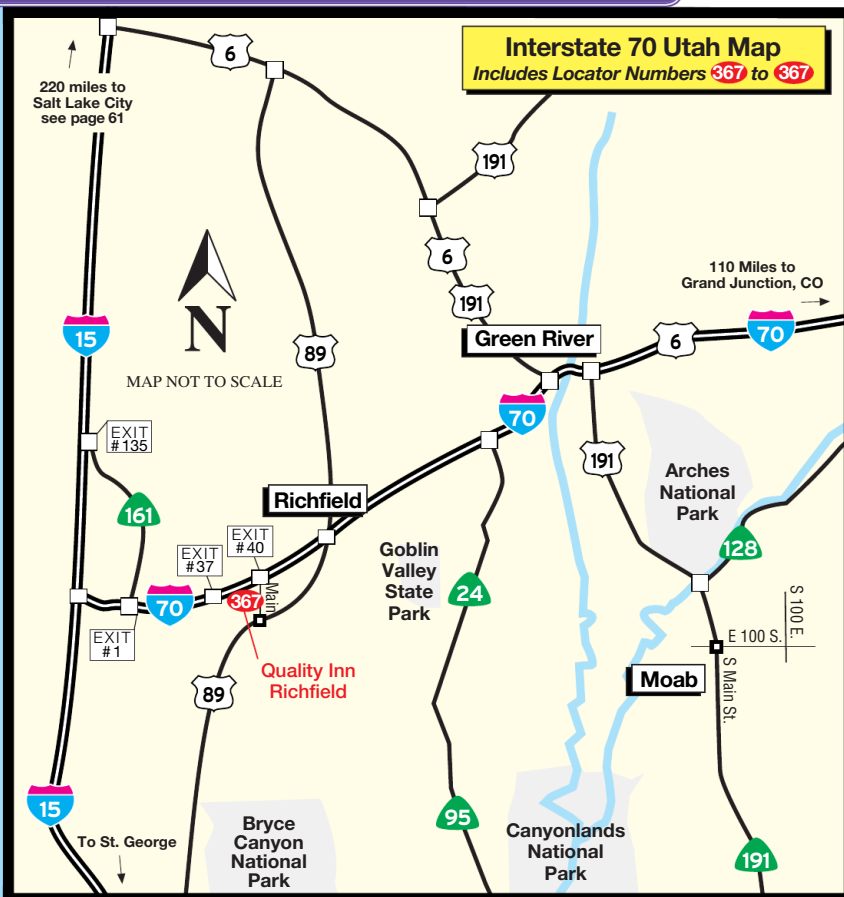 Interstate 70 Utah Map
Includes Locator Numbers 367 to 367
6
220 miles to
Salt Lake City
see page 61
191
6
191
110 Miles to
Grand Junction, CO
N
MAP NOT TO SCALE
15
89
Green River
6
70
70
EXIT
#135
191
Arches
National
Park
161
Richfield
EXIT
#37
EXIT
#40
Goblin
Valley
State
Park
128
24
70
367
Main
EXIT
#1
S 100 E.
E 100 S.
S Main St.
Quality Inn
Richfield
Moab
89
15
95
To St. George
Bryce
Canyon
National
Park
Canyonlands
National
Park
191